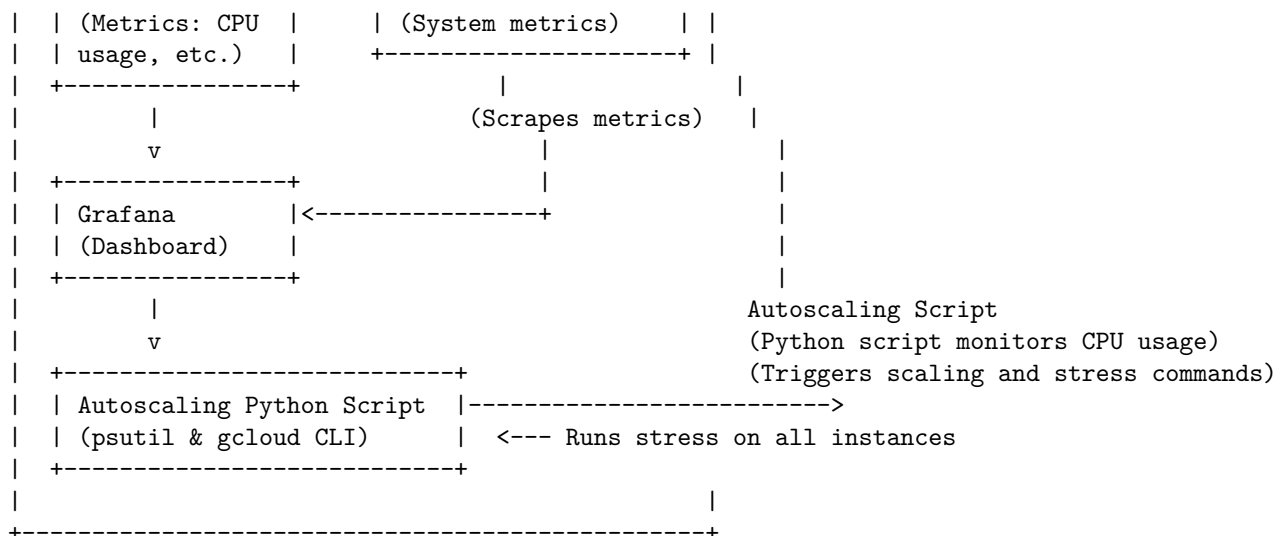 |  | (Metrics: CPU  |    | (System metrics)    | |
|  | usage, etc.)   |     +---------------------+ |
|  +----------------+              |                |
|         |                      (Scrapes metrics)   |
|         v                           |                |
|  +----------------+                 |                |
|  | Grafana        |<----------------+                |
|  | (Dashboard)    |                                  |
|  +----------------+                                  |
|         |                                          Autoscaling Script
|         v                                          (Python script monitors CPU usage)
|  +----------------------------+                    (Triggers scaling and stress commands)
|  | Autoscaling Python Script  |-------------------------->
|  | (psutil & gcloud CLI)      |  <--- Runs stress on all instances
|  +----------------------------+
|                                                 |
+-------------------------------------------------+